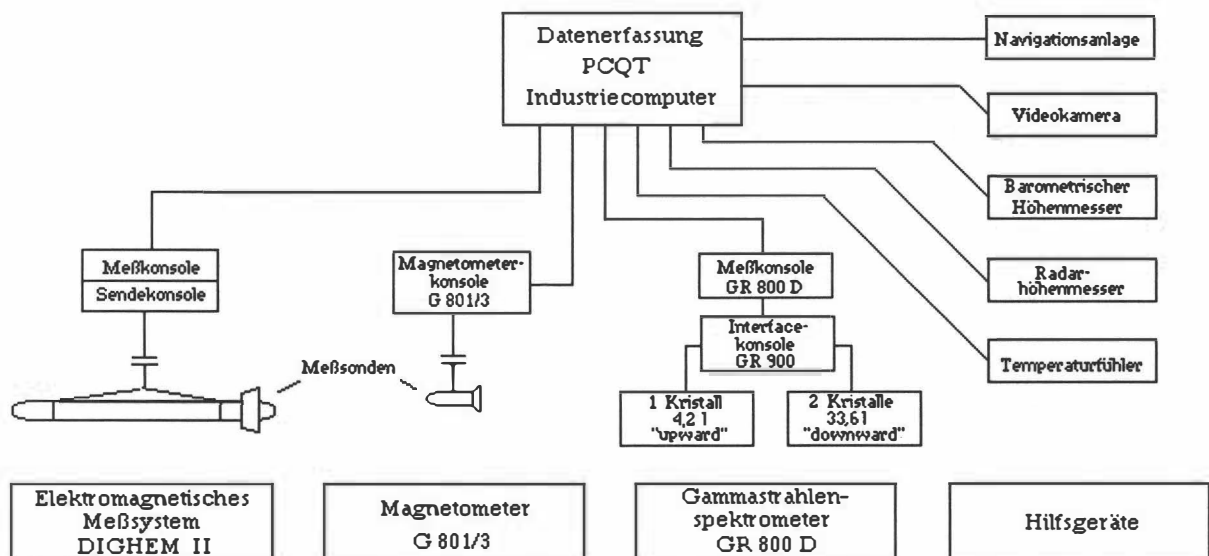 Datenerfassung
PCQT
Industriecomputer
Navigationsanlage
Videokamera
Barometrischer
Höhenmesser
Radar-
höhenmesser
Temperaturfühler
Meßkonsole
Sendekonsole
Magnetometer-
konsole
G 801/3
Meßkonsole
GR 800 D
Interface-
konsole
GR 900
Meßsonden
1 Kristall
4,2 l
"upward"
2 Kristalle
33,6 l
"downward"
Elektromagnetisches
Meßsystem
DIGHEM II
Magnetometer
G 801/3
Gammastrahlen-
spektrometer
GR 800 D
Hilfsgeräte